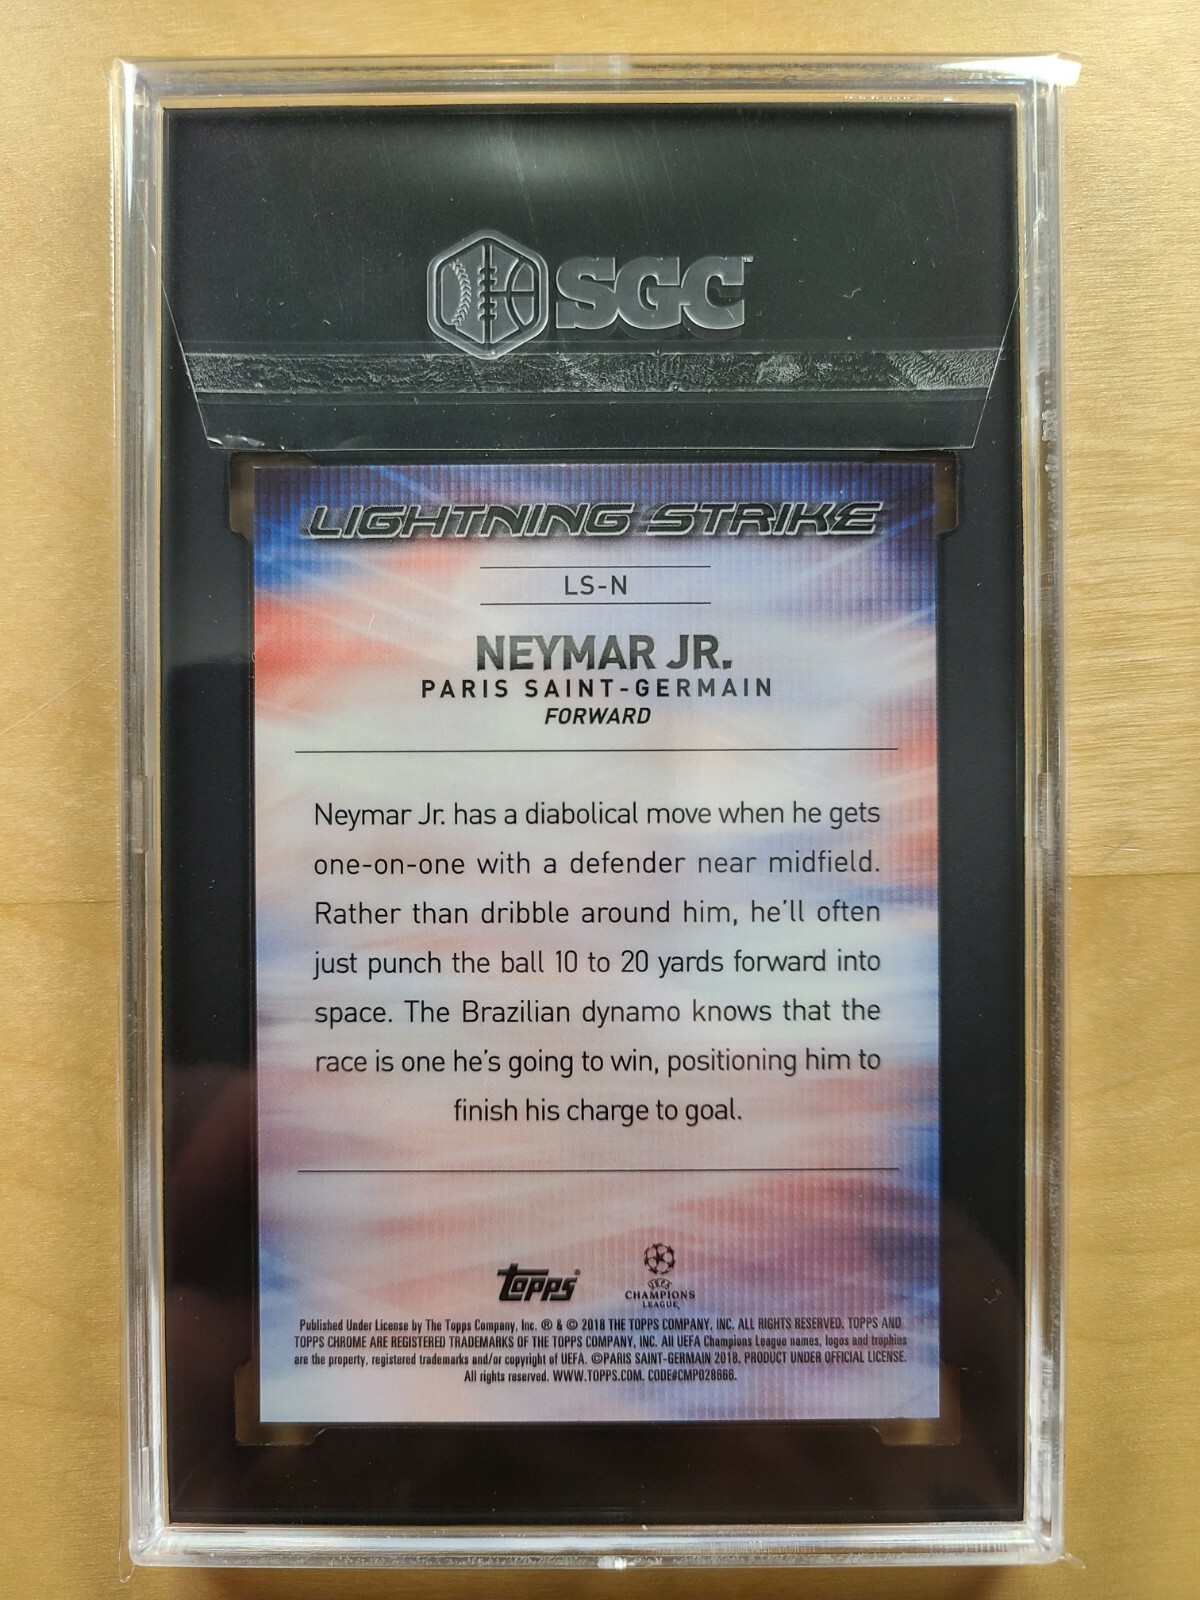 SGC™
LIGHTNING STRIKE
LS-N
NEYMAR JR.
PARIS SAINT-GERMAIN
FORWARD
Neymar Jr. has a diabolical move when he gets
one-on-one with a defender near midfield.
Rather than dribble around him, he'll often
just punch the ball 10 to 20 yards forward into
space. The Brazilian dynamo knows that the
race is one he's going to win, positioning him to
finish his charge to goal.
topps®
UEFA
CHAMPIONS
LEAGUE
Published Under License by The Topps Company, Inc. ® & © 2018 THE TOPPS COMPANY, INC. ALL RIGHTS RESERVED. TOPPS AND
TOPPS CHROME ARE REGISTERED TRADEMARKS OF THE TOPPS COMPANY, INC. All UEFA Champions League names, logos and trophies
are the property, registered trademarks and/or copyright of UEFA. ©PARIS SAINT-GERMAIN 2018. PRODUCT UNDER OFFICIAL LICENSE.
All rights reserved. WWW.TOPPS.COM. CODE#CMP028666.